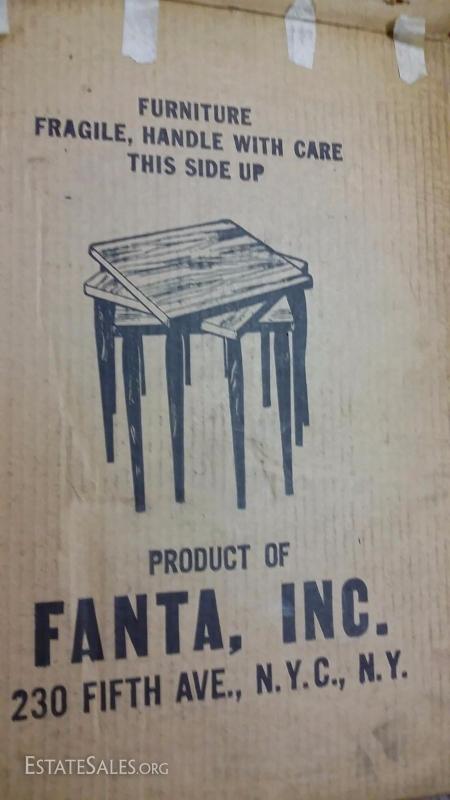 FURNITURE
FRAGILE, HANDLE WITH CARE
THIS SIDE UP
PRODUCT OF
FANTA, INC.
230 FIFTH AVE., N.Y.C., N.Y.
ESTATESALES.ORG